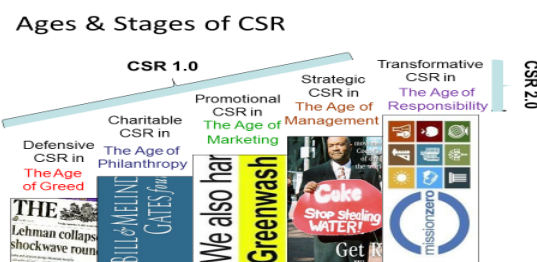 Ages & Stages of CSR
CSR 1.0
CSR 2.0
Defensive
CSR in
The Age
of Greed
Charitable
CSR in
The Age of
Philanthropy
Promotional
CSR in
The Age of
Marketing
Strategic
CSR in
The Age of
Management
Transformative
CSR in
The Age of
Responsibility
THE
Lehman collaps
shockwave roun
BILL & MELIND
GATES fou
We also har
Greenwash
Coke
STOP STEALING
WATER!
Get
missionzero